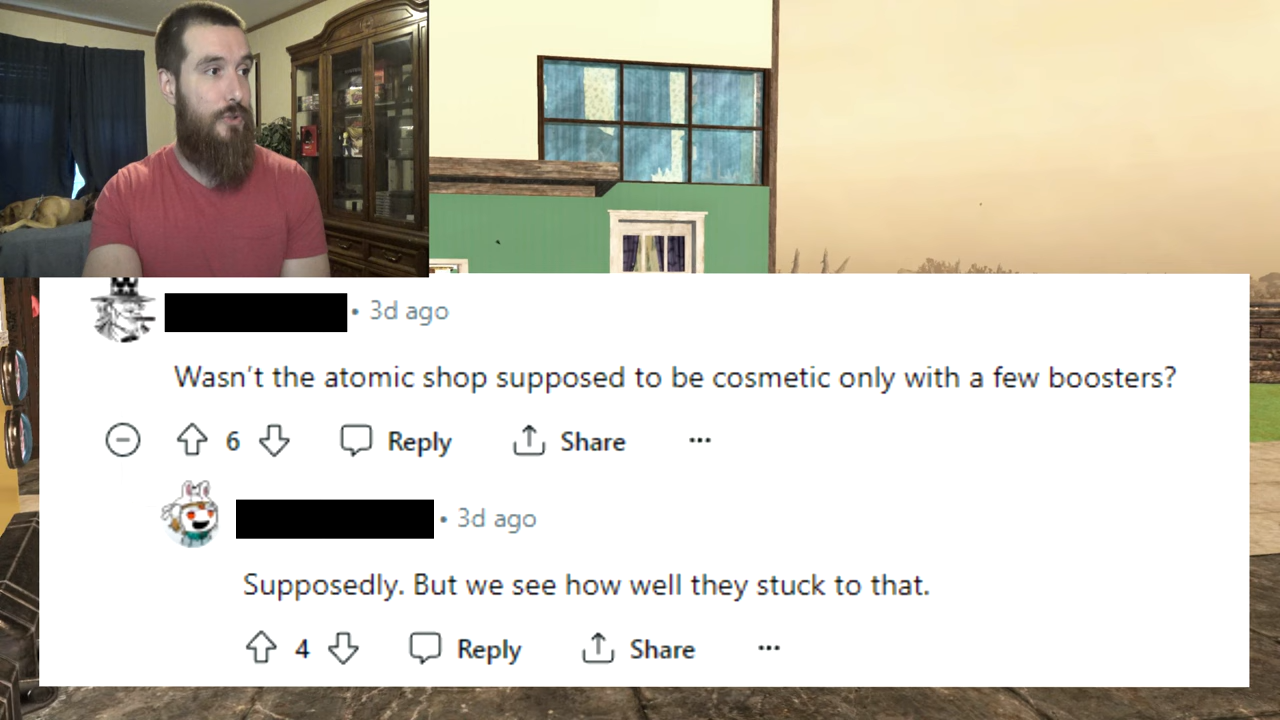 • 3d ago
Wasn't the atomic shop supposed to be cosmetic only with a few boosters?
6 Reply Share ...
• 3d ago
Supposedly. But we see how well they stuck to that.
4 Reply Share ...